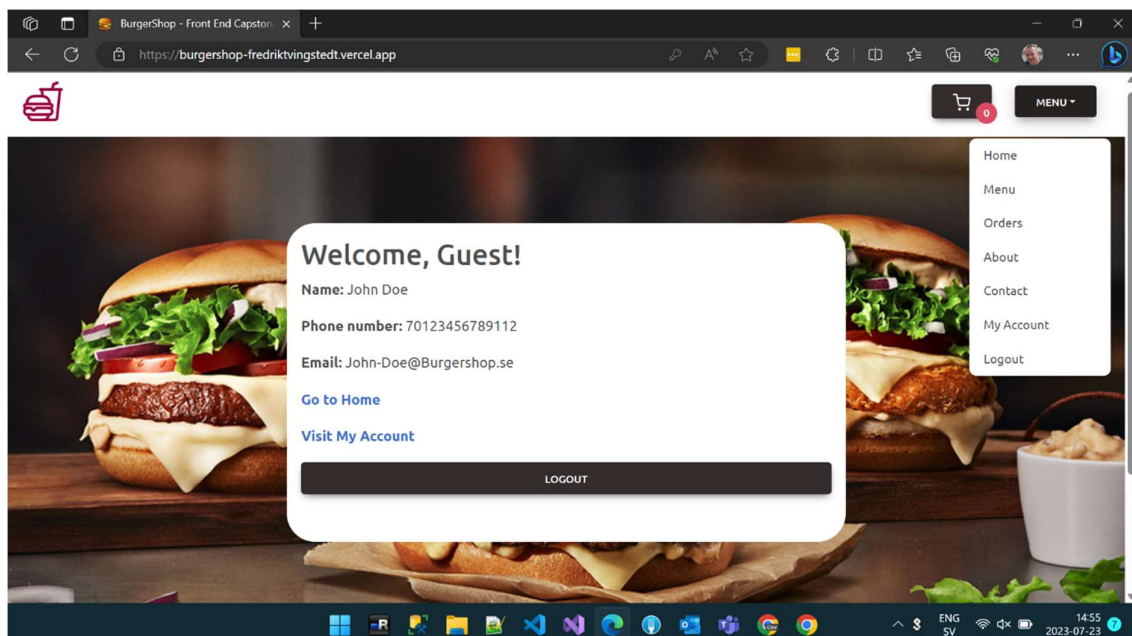 BurgerShop - Front End Capston
https://burgershop-fredriktvingstedt.vercel.app
0
MENU
Home
Menu
Orders
About
Contact
My Account
Logout
Welcome, Guest!
Name: John Doe
Phone number: 70123456789112
Email: John-Doe@Burgershop.se
Go to Home
Visit My Account
LOGOUT
ENG
SV
14:55
2023-07-23
7